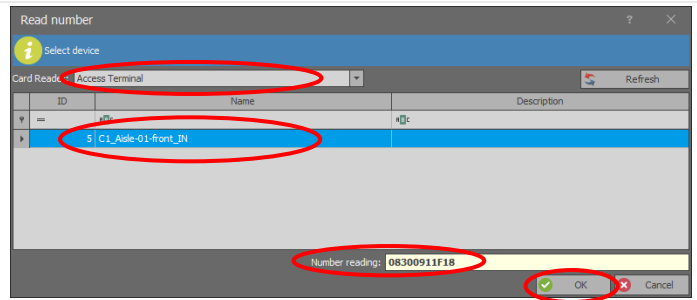 Read number ?
Select device
Card Reader: Access Terminal Refresh
ID Name Description
=
5 C1_Aisle-01-front_IN
Number reading: 08300911F18
OK Cancel